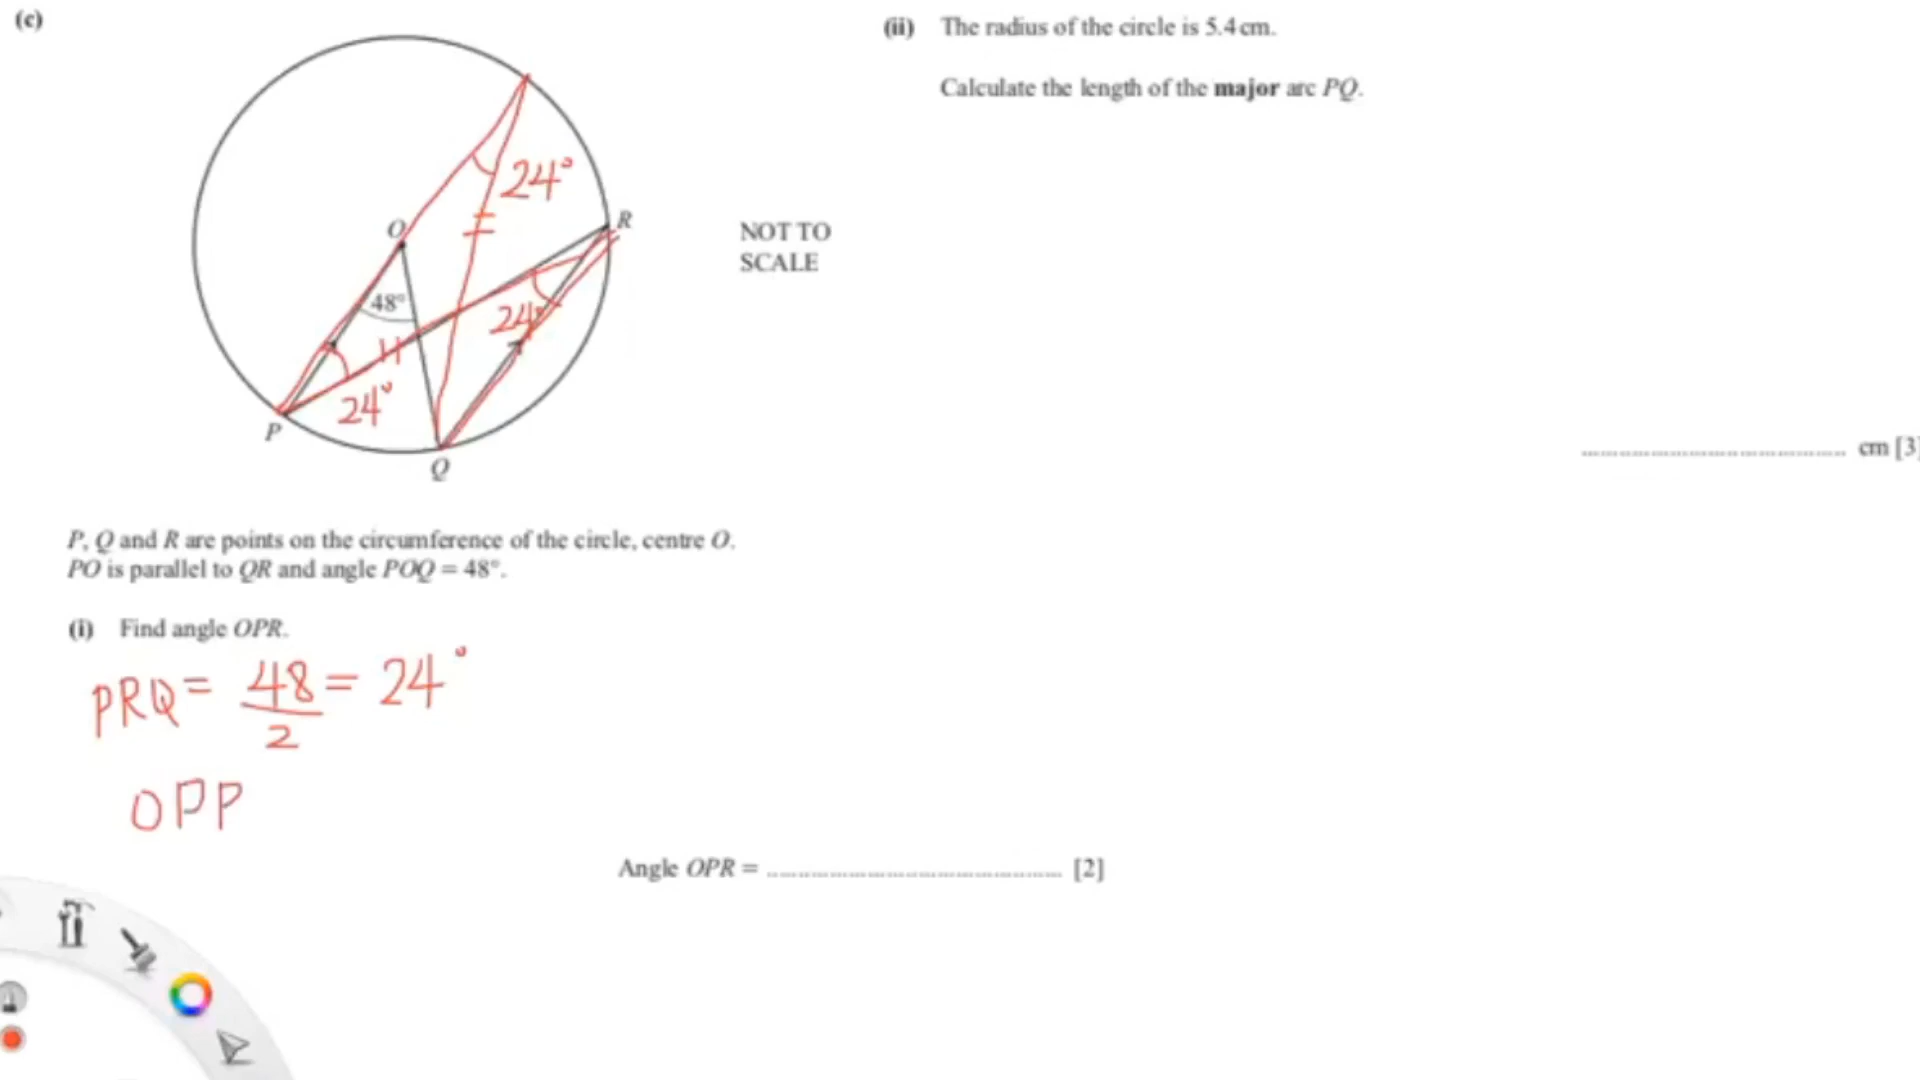 (c)
O
R
48°
24°
24°
24°
P
Q
NOT TO
SCALE
P, Q and R are points on the circumference of the circle, centre O.
PO is parallel to QR and angle POQ = 48°.
(i) Find angle OPR.
PRQ = 48/2 = 24°
OPP
Angle OPR = ................................................ [2]
(ii) The radius of the circle is 5.4 cm.
Calculate the length of the major arc PQ.
................................................ cm [3]